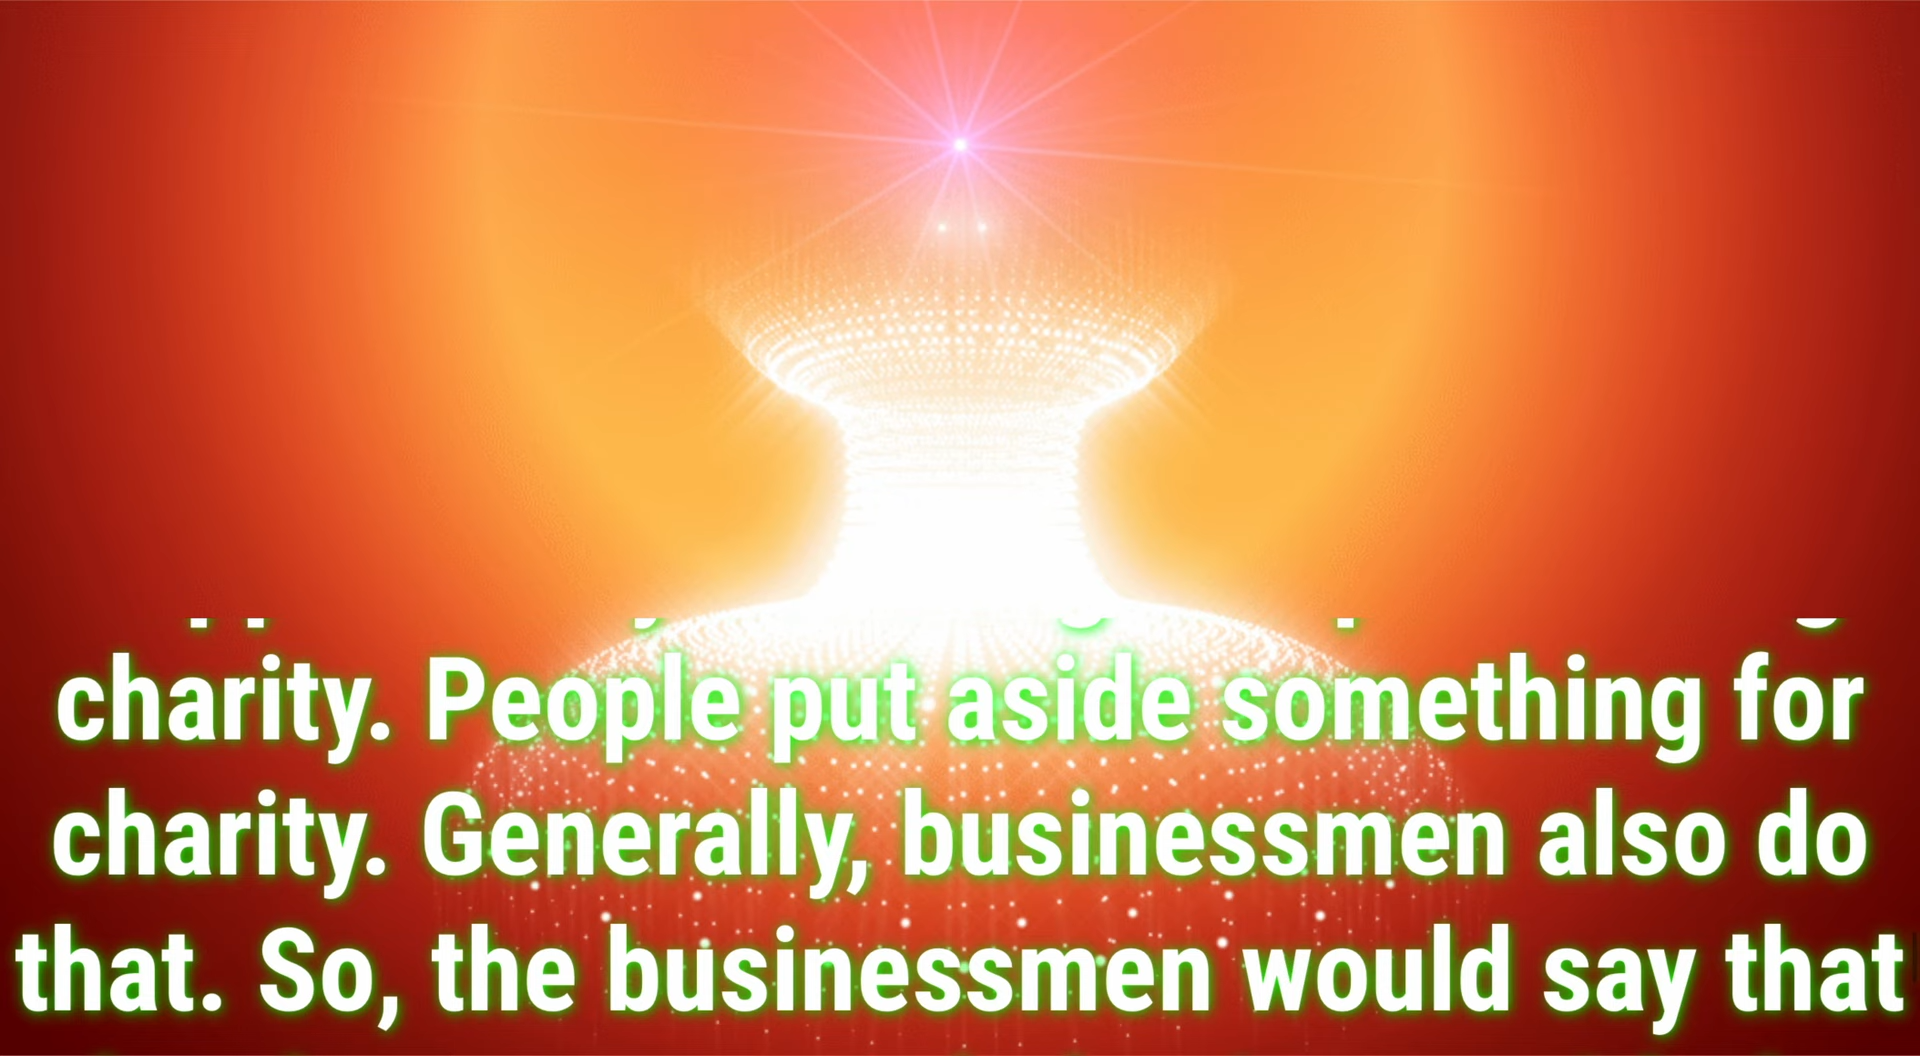 charity. People put aside something for
charity. Generally, businessmen also do
that. So, the businessmen would say that